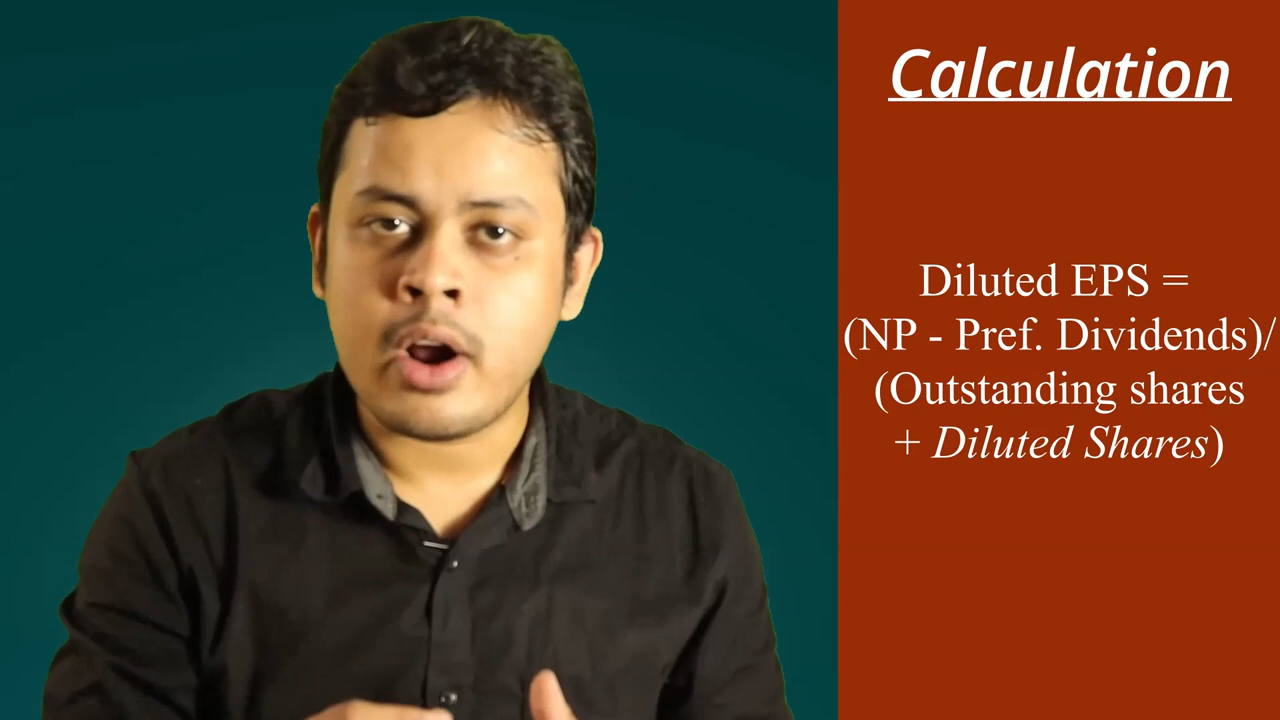 Calculation
Diluted EPS =
(NP - Pref. Dividends)/
(Outstanding shares
+ Diluted Shares)